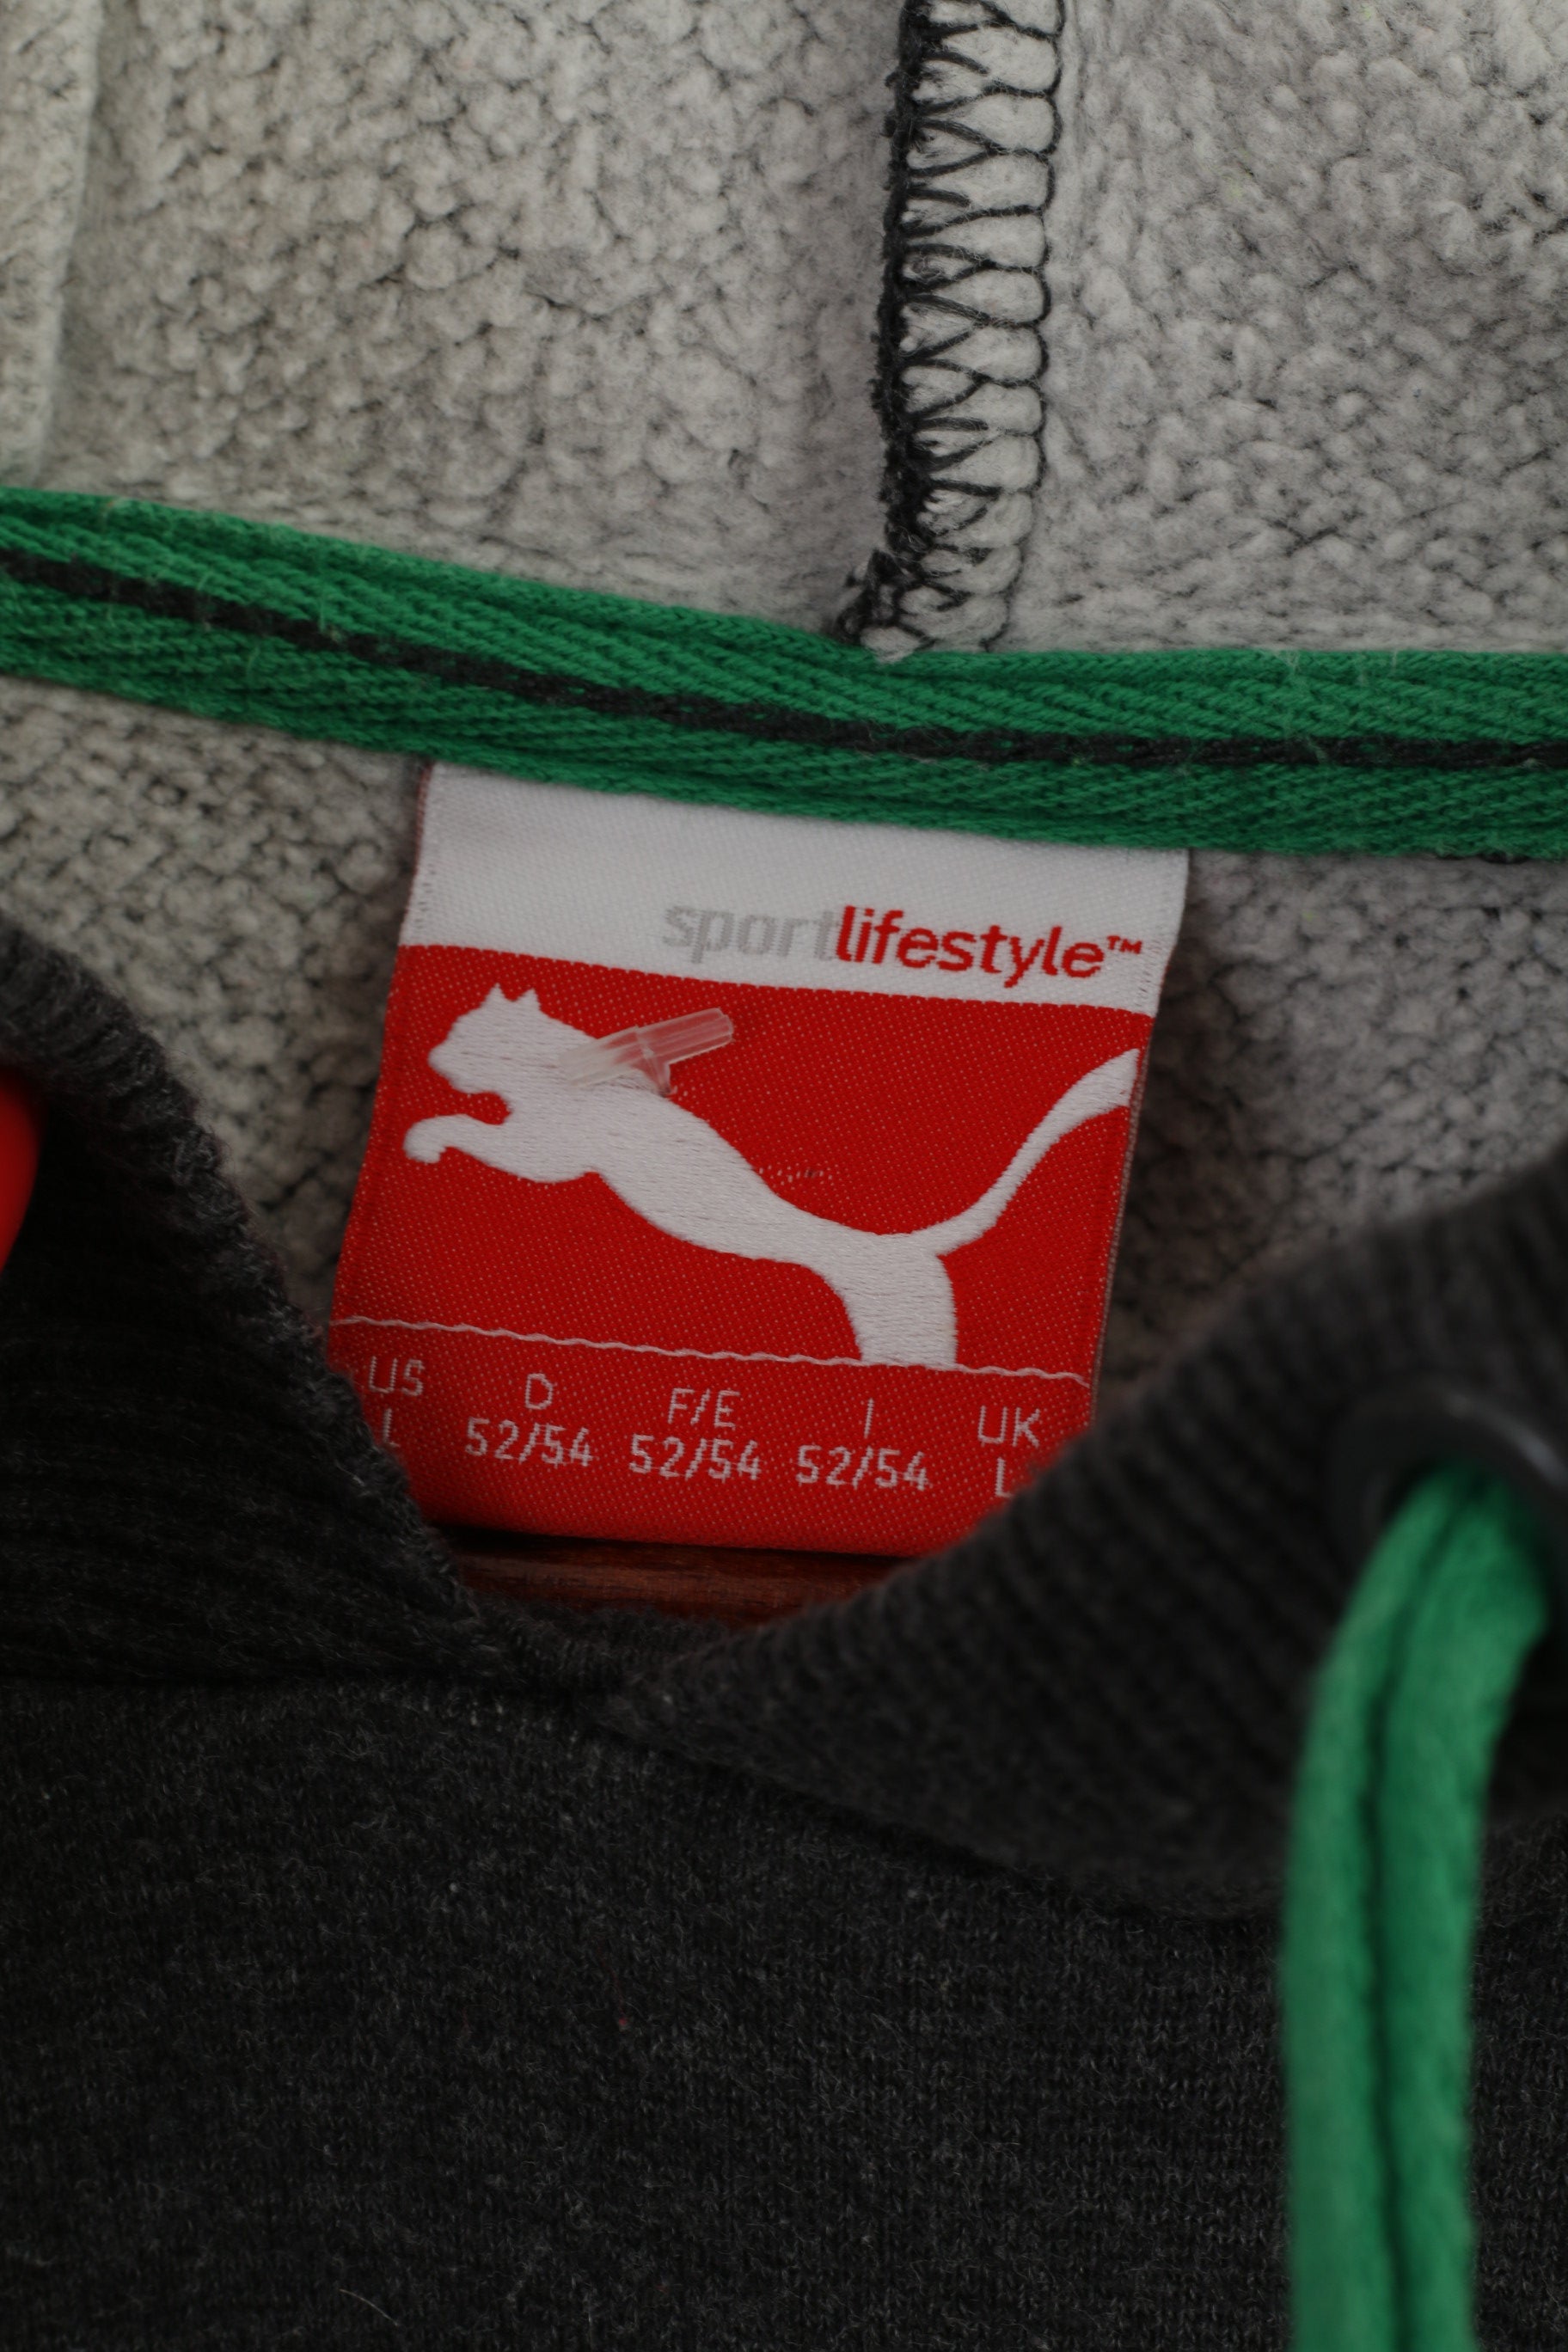 sportlifestyle™
US D F/E I UK
L 52/54 52/54 52/54 L